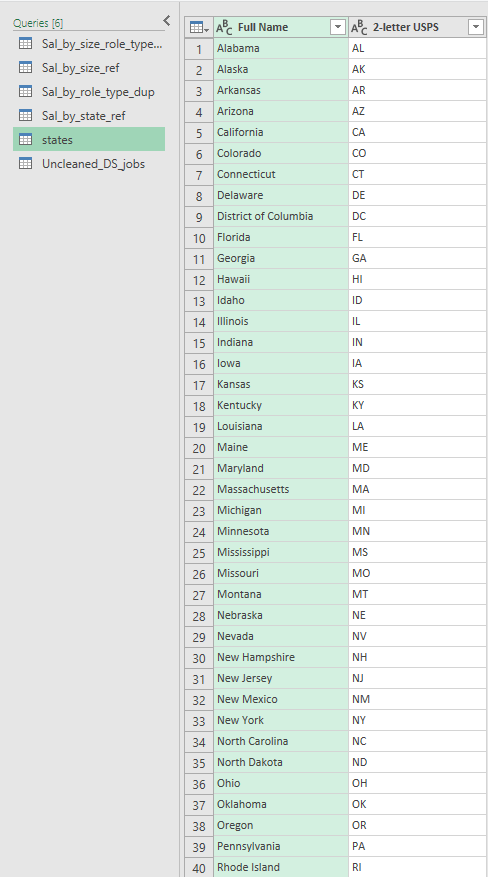 Queries [6]
Sal_by_size_role_type...
Sal_by_size_ref
Sal_by_role_type_dup
Sal_by_state_ref
states
Uncleaned_DS_jobs
ABC Full Name ABC 2-letter USPS
1 Alabama AL
2 Alaska AK
3 Arkansas AR
4 Arizona AZ
5 California CA
6 Colorado CO
7 Connecticut CT
8 Delaware DE
9 District of Columbia DC
10 Florida FL
11 Georgia GA
12 Hawaii HI
13 Idaho ID
14 Illinois IL
15 Indiana IN
16 Iowa IA
17 Kansas KS
18 Kentucky KY
19 Louisiana LA
20 Maine ME
21 Maryland MD
22 Massachusetts MA
23 Michigan MI
24 Minnesota MN
25 Mississippi MS
26 Missouri MO
27 Montana MT
28 Nebraska NE
29 Nevada NV
30 New Hampshire NH
31 New Jersey NJ
32 New Mexico NM
33 New York NY
34 North Carolina NC
35 North Dakota ND
36 Ohio OH
37 Oklahoma OK
38 Oregon OR
39 Pennsylvania PA
40 Rhode Island RI